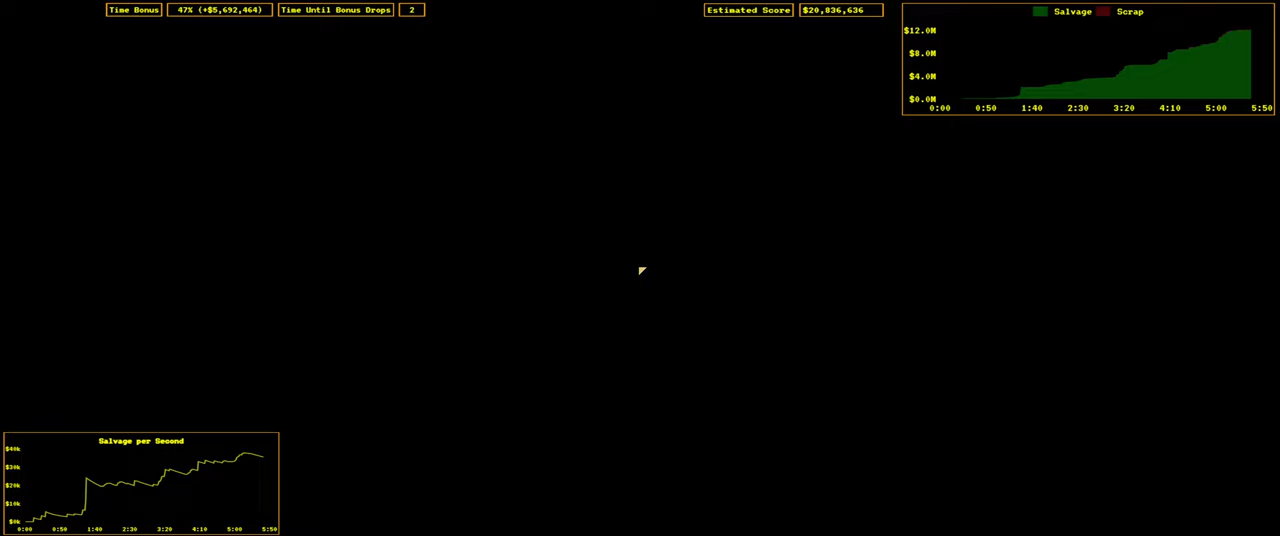 Time Bonus 47% (+$5,692,464) Time Until Bonus Drops 2 Estimated Score $20,836,636
Salvage Scrap
$12.0M
$8.0M
$4.0M
$0.0M
0:00 0:50 1:40 2:30 3:20 4:10 5:00 5:50
Salvage per Second
$40k
$30k
$20k
$10k
$0k
0:00 0:50 1:40 2:30 3:20 4:10 5:00 5:50